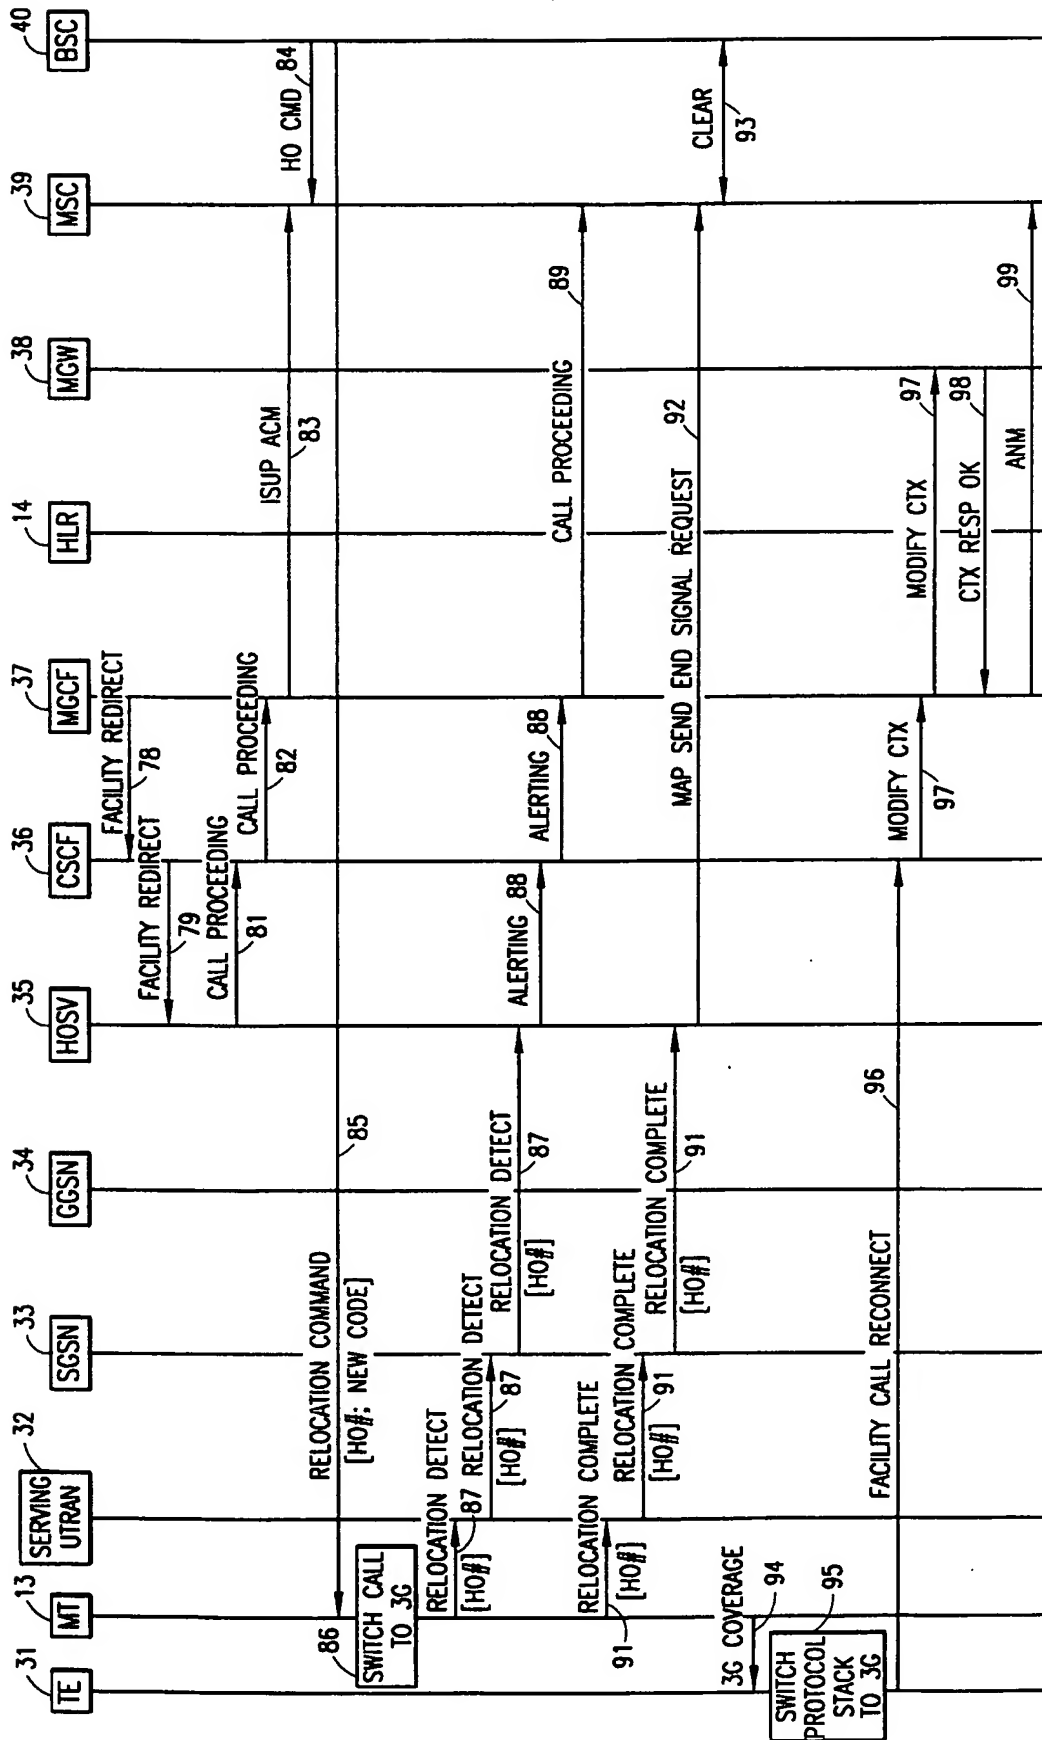 31
TE
13
MT
32
SERVING
UTRAN
33
SGSN
34
GGSN
35
HOSV
36
CSCF
37
MGCF
14
HLR
38
MGW
39
MSC
40
BSC
FACILITY REDIRECT
78
FACILITY REDIRECT
79
CALL PROCEEDING
81
CALL PROCEEDING
82
ISUP ACM
83
HO CMD
84
RELOCATION COMMAND
[HO#; NEW CODE]
85
86
SWITCH CALL
TO 3G
RELOCATION DETECT
87
[HO#]
RELOCATION DETECT
87
[HO#]
RELOCATION DETECT
87
[HO#]
ALERTING 88
ALERTING 88
CALL PROCEEDING
89
RELOCATION COMPLETE
91
[HO#]
RELOCATION COMPLETE
91
[HO#]
RELOCATION COMPLETE
91
[HO#]
MAP SEND END SIGNAL REQUEST
92
CLEAR
93
3G COVERAGE
94
95
SWITCH
PROTOCOL
STACK
TO 3G
FACILITY CALL RECONNECT
96
MODIFY CTX
97
MODIFY CTX
97
CTX RESP OK
98
ANM
99